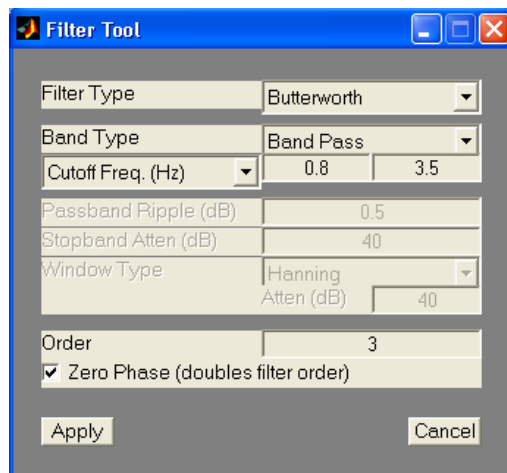 Filter Tool
Filter Type Butterworth
Band Type Band Pass
Cutoff Freq. (Hz) 0.8 3.5
Passband Ripple (dB) 0.5
Stopband Atten (dB) 40
Window Type Hanning
Atten (dB) 40
Order 3
Zero Phase (doubles filter order)
Apply Cancel